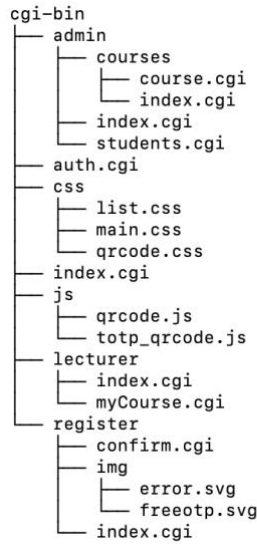 cgi-bin
├── admin
│   ├── courses
│   │   ├── course.cgi
│   │   └── index.cgi
│   ├── index.cgi
│   └── students.cgi
├── auth.cgi
├── css
│   ├── list.css
│   ├── main.css
│   └── qrcode.css
├── index.cgi
├── js
│   ├── qrcode.js
│   └── totp_qrcode.js
├── lecturer
│   ├── index.cgi
│   └── myCourse.cgi
└── register
    ├── confirm.cgi
    ├── img
    │   ├── error.svg
    │   └── freeotp.svg
    └── index.cgi